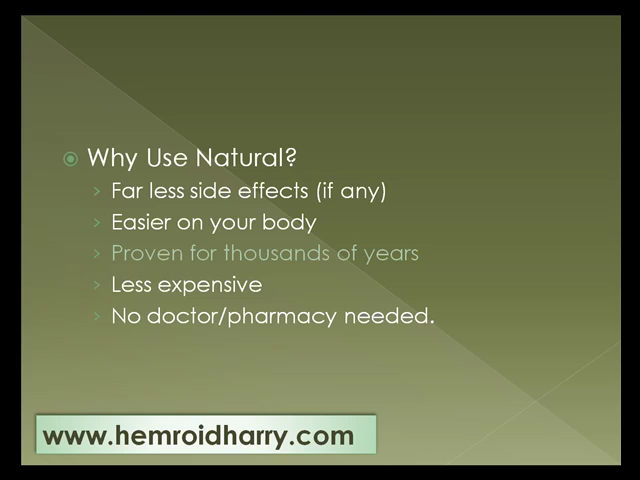 Why Use Natural?
Far less side effects (if any)
Easier on your body
Proven for thousands of years
Less expensive
No doctor/pharmacy needed.
www.hemroidharry.com